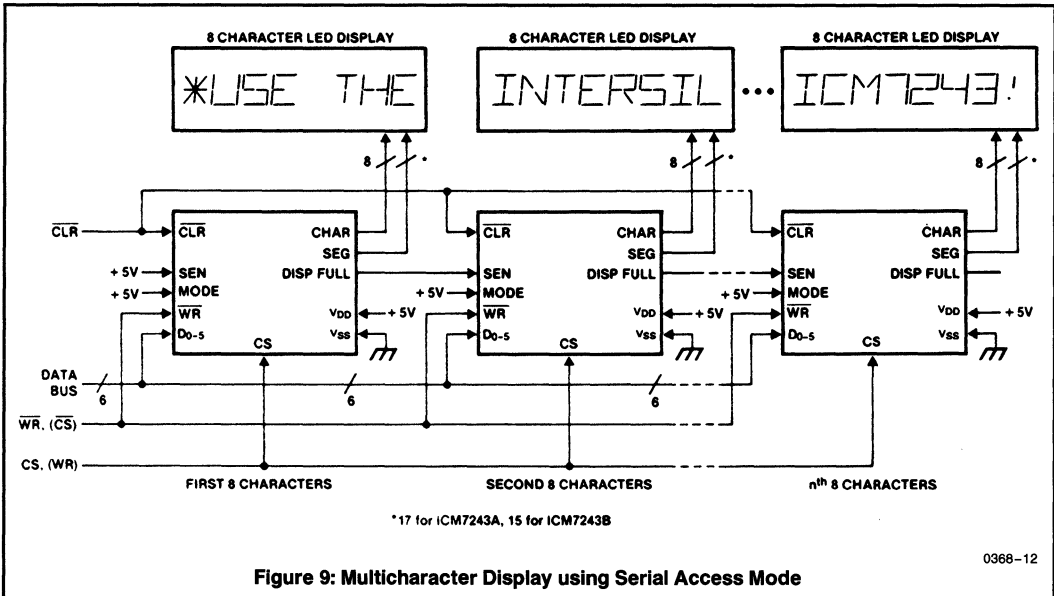 8 CHARACTER LED DISPLAY 8 CHARACTER LED DISPLAY 8 CHARACTER LED DISPLAY
*USE THE INTERSIL ••• ICM7243!
8 * 8 * 8 *
CLR CLR CHAR CLR CHAR CLR CHAR
SEG SEG SEG
+ 5V SEN DISP FULL SEN DISP FULL SEN DISP FULL
+ 5V MODE + 5V MODE + 5V MODE
WR VDD + 5V WR VDD + 5V WR VDD + 5V
D0-5 VSS D0-5 VSS D0-5 VSS
CS CS CS
DATA
BUS 6 6 6
WR, (CS)
CS, (WR)
FIRST 8 CHARACTERS SECOND 8 CHARACTERS nth 8 CHARACTERS
*17 for ICM7243A, 15 for ICM7243B
0368-12
Figure 9: Multicharacter Display using Serial Access Mode